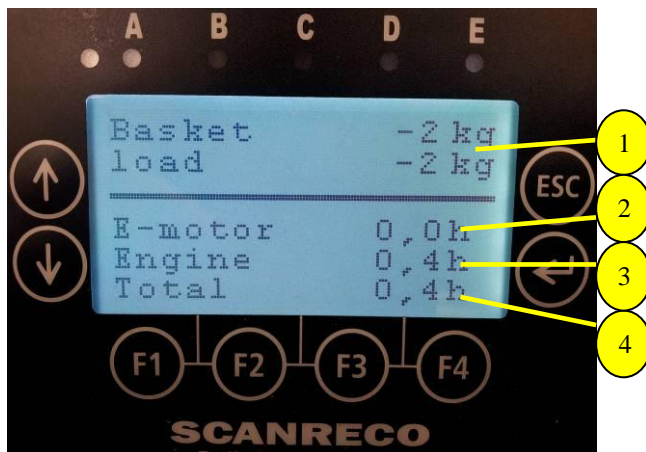 A B C D E
Basket -2 kg
load -2 kg
1
ESC
E-motor 0,0h
2
Engine 0,4h
3
Total 0,4h
4
F1 F2 F3 F4
SCANRECO